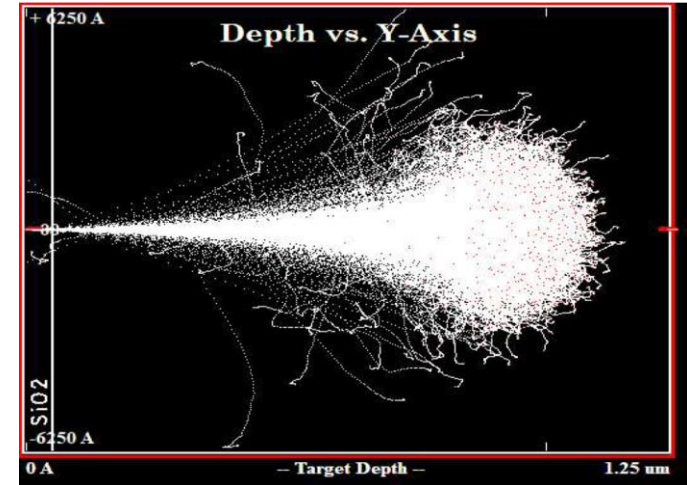 + 6250 A
Depth vs. Y-Axis
SiO2
-6250 A
0 A
-- Target Depth --
1.25 um